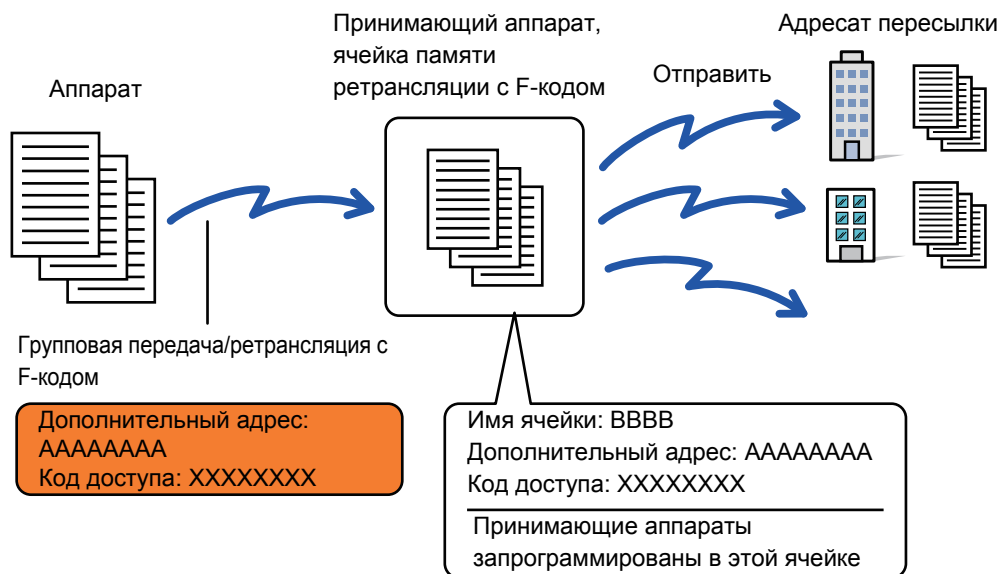 Аппарат
Принимающий аппарат,
ячейка памяти
ретрансляции с F-кодом
Отправить
Адресат пересылки
Групповая передача/ретрансляция с
F-кодом
Дополнительный адрес:
AAAAAAAA
Код доступа: XXXXXXXX
Имя ячейки: BBBB
Дополнительный адрес: AAAAAAAA
Код доступа: XXXXXXXX
Принимающие аппараты
запрограммированы в этой ячейке